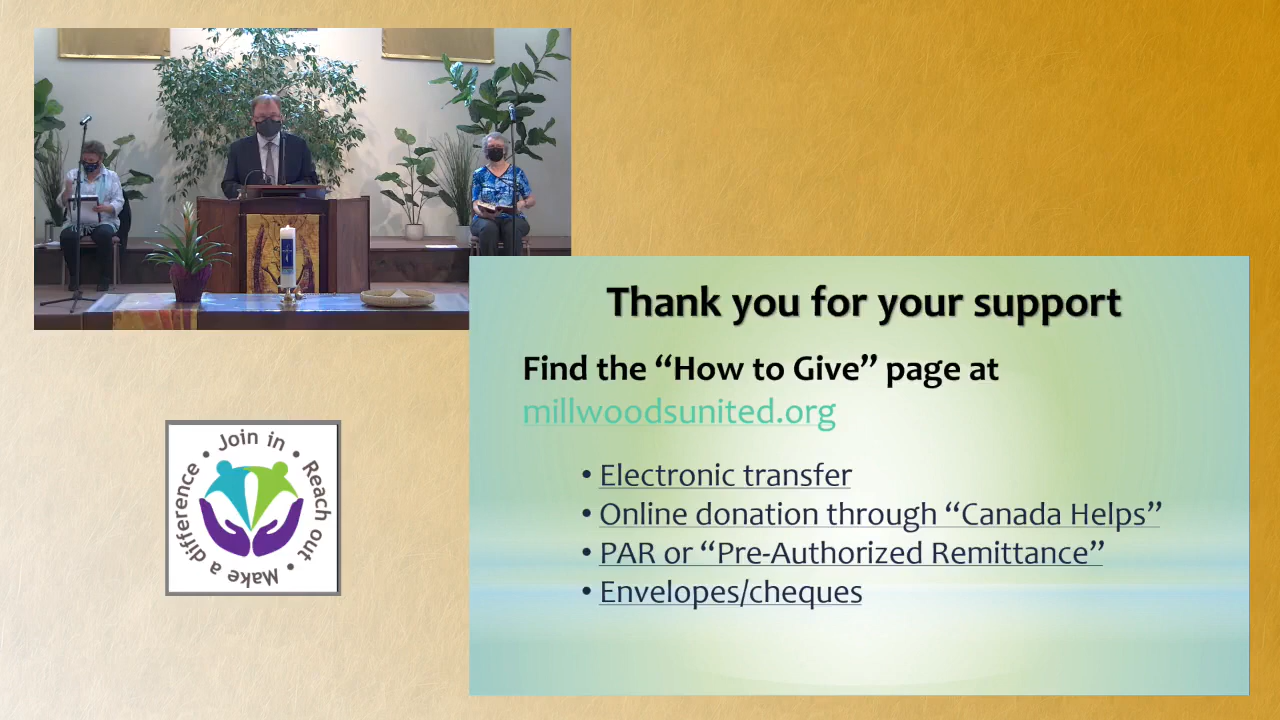 Thank you for your support
Find the “How to Give” page at
millwoodsunited.org
• Electronic transfer
• Online donation through “Canada Helps”
• PAR or “Pre-Authorized Remittance”
• Envelopes/cheques
Join in • Reach out • Make a difference •